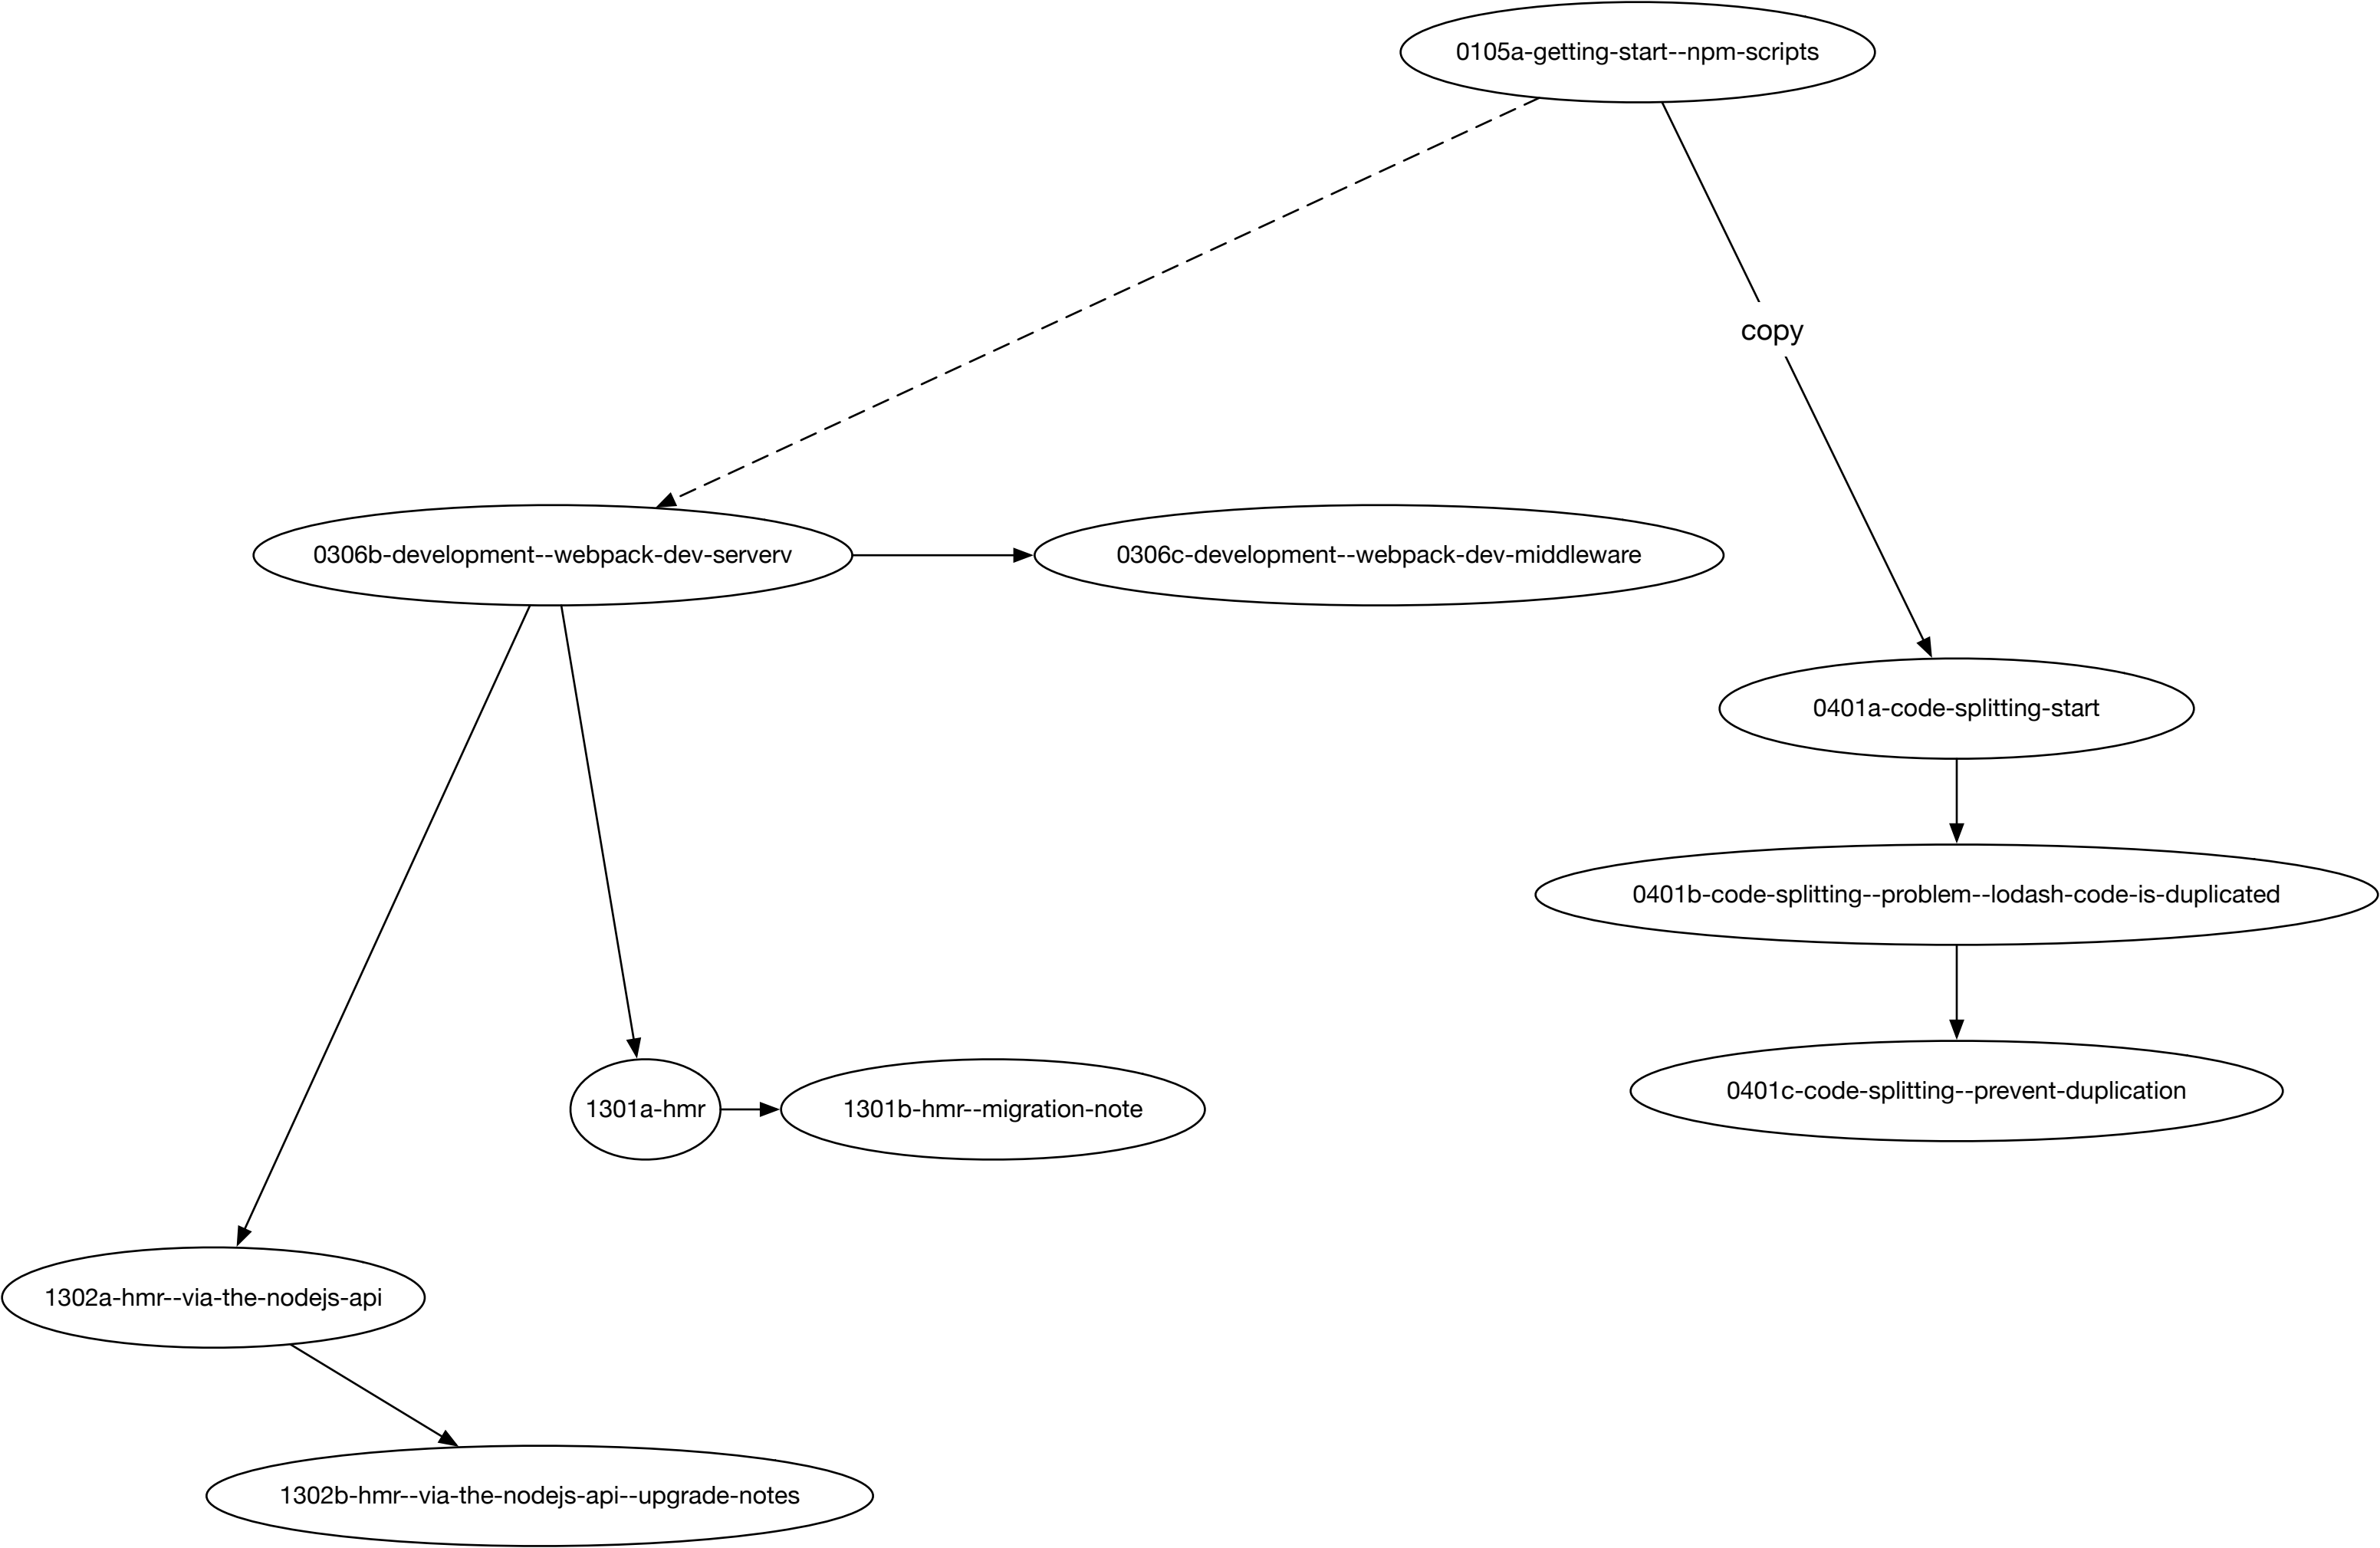 0105a-getting-start--npm-scripts
copy
0306b-development--webpack-dev-serverv
0306c-development--webpack-dev-middleware
0401a-code-splitting-start
0401b-code-splitting--problem--lodash-code-is-duplicated
0401c-code-splitting--prevent-duplication
1301a-hmr
1301b-hmr--migration-note
1302a-hmr--via-the-nodejs-api
1302b-hmr--via-the-nodejs-api--upgrade-notes